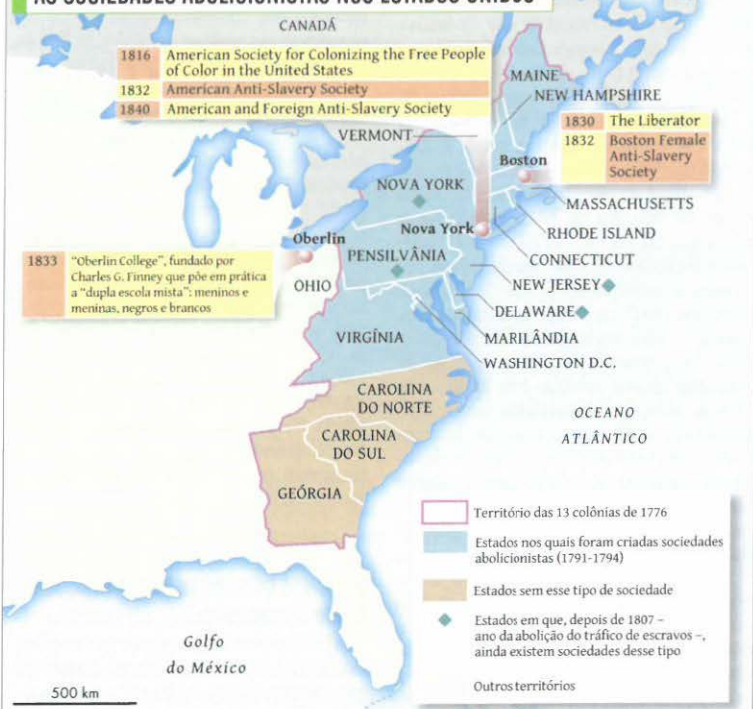 AS SOCIEDADES ABOLICIONISTAS NOS ESTADOS UNIDOS
CANADÁ
1816 American Society for Colonizing the Free People
of Color in the United States
1832 American Anti-Slavery Society
1840 American and Foreign Anti-Slavery Society
MAINE
NEW HAMPSHIRE
VERMONT
1830 The Liberator
1832 Boston Female
Anti-Slavery
Society
Boston
NOVA YORK
MASSACHUSETTS
Nova York
RHODE ISLAND
Oberlin
CONNECTICUT
1833 "Oberlin College", fundado por
Charles G. Finney que põe em prática
a "dupla escola mista": meninos e
meninas, negros e brancos
PENSILVÂNIA
OHIO
NEW JERSEY
DELAWARE
VIRGÍNIA
MARILÂNDIA
WASHINGTON D.C.
CAROLINA
DO NORTE
OCEANO
ATLÂNTICO
CAROLINA
DO SUL
GEÓRGIA
Território das 13 colônias de 1776
Estados nos quais foram criadas sociedades
abolicionistas (1791-1794)
Estados sem esse tipo de sociedade
Estados em que, depois de 1807 –
ano da abolição do tráfico de escravos –,
ainda existem sociedades desse tipo
Outros territórios
Golfo
do México
500 km